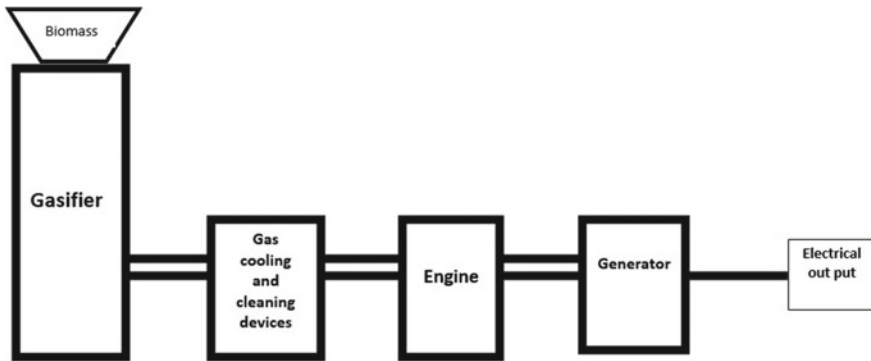 Biomass
Gasifier
Gas
cooling
and
cleaning
devices
Engine
Generator
Electrical
out put